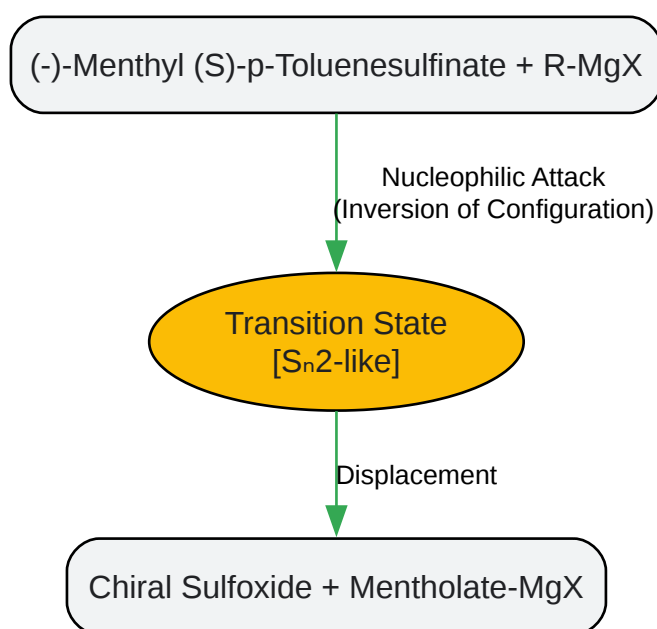 (-)-Menthyl (S)-p-Toluenesulfinate + R-MgX
Nucleophilic Attack
(Inversion of Configuration)
Transition State
[Sₙ2-like]
Displacement
Chiral Sulfoxide + Mentholate-MgX